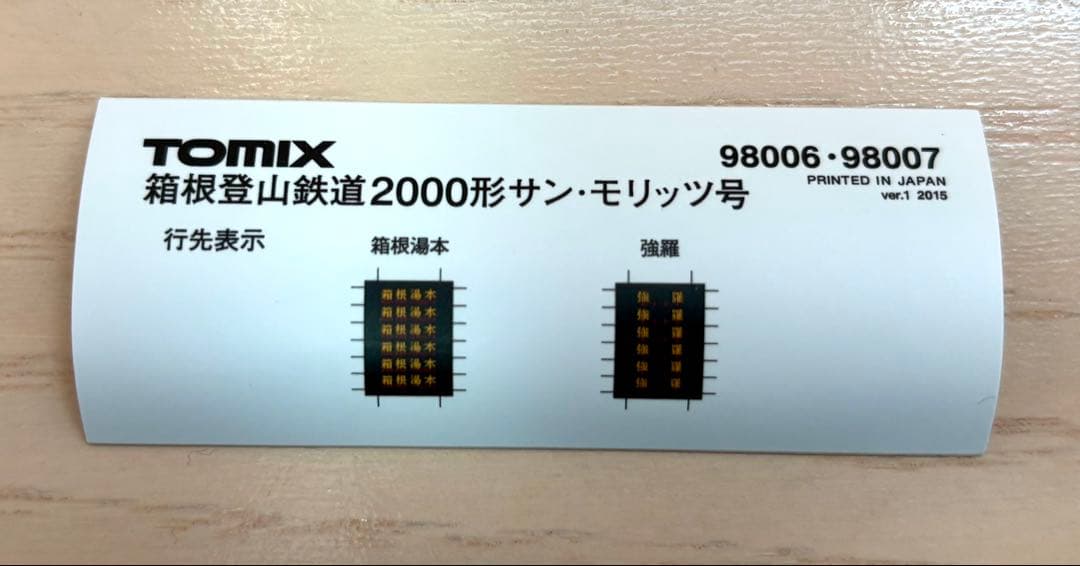 TOMIX
98006・98007
箱根登山鉄道2000形サン・モリッツ号
PRINTED IN JAPAN
ver.1 2015
行先表示
箱根湯本
強羅
箱根湯本
箱根湯本
箱根湯本
箱根湯本
箱根湯本
箱根湯本
強 羅
強 羅
強 羅
強 羅
強 羅
強 羅